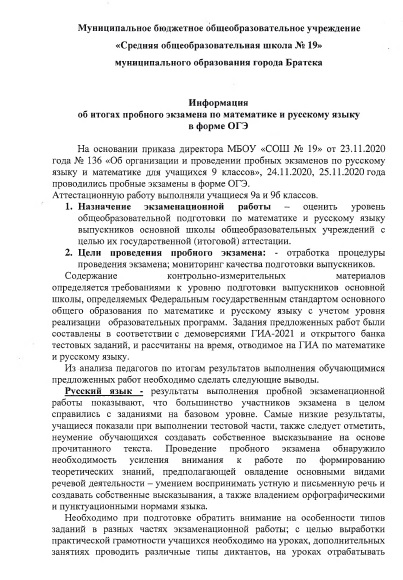 Муниципальное бюджетное общеобразовательное учреждение
«Средняя общеобразовательная школа № 19»
муниципального образования города Братска
Информация
об итогах пробного экзамена по математике и русскому языку
в форме ОГЭ
На основании приказа директора МБОУ «СОШ № 19» от 23.11.2020
года № 136 «Об организации и проведении пробных экзаменов по русскому
языку и математике для учащихся 9 классов», 24.11.2020, 25.11.2020 года
проводились пробные экзамены в форме ОГЭ.
Аттестационную работу выполняли учащиеся 9а и 9б классов.
1. Назначение экзаменационной работы – оценить уровень
общеобразовательной подготовки по математике и русскому языку
выпускников основной школы общеобразовательных учреждений с
целью их государственной (итоговой) аттестации.
2. Цели проведения пробного экзамена: - отработка процедуры
проведения экзамена; мониторинг качества подготовки выпускников.
Содержание контрольно-измерительных материалов
определяется требованиями к уровню подготовки выпускников основной
школы, определяемых Федеральным государственным стандартом основного
общего образования по математике и русскому языку с учетом уровня
реализации образовательных программ. Задания предложенных работ были
составлены в соответствии с демоверсиями ГИА-2021 и открытого банка
тестовых заданий, и рассчитаны на время, отводимое на ГИА по математике
и русскому языку.
Из анализа педагогов по итогам результатов выполнения обучающимися
предложенных работ необходимо сделать следующие выводы.
Русский язык - результаты выполнения пробной экзаменационной
работы показывают, что большинство участников экзамена в целом
справились с заданиями на базовом уровне. Самые низкие результаты,
учащиеся показали при выполнении тестовой части, также следует отметить,
неумение обучающихся создавать собственное высказывание на основе
прочитанного текста. Проведение пробного экзамена обнаружило
необходимость усиления внимания к работе по формированию
теоретических знаний, предполагающей овладение основными видами
речевой деятельности – умением воспринимать устную и письменную речь и
создавать собственные высказывания, а также владением орфографическими
и пунктуационными нормами языка.
Необходимо при подготовке обратить внимание на особенности типов
заданий в разных частях экзаменационной работы; с целью выработки
практической грамотности учащихся необходимо на уроках, дополнительных
занятиях проводить различные типы диктантов, на уроках отрабатывать